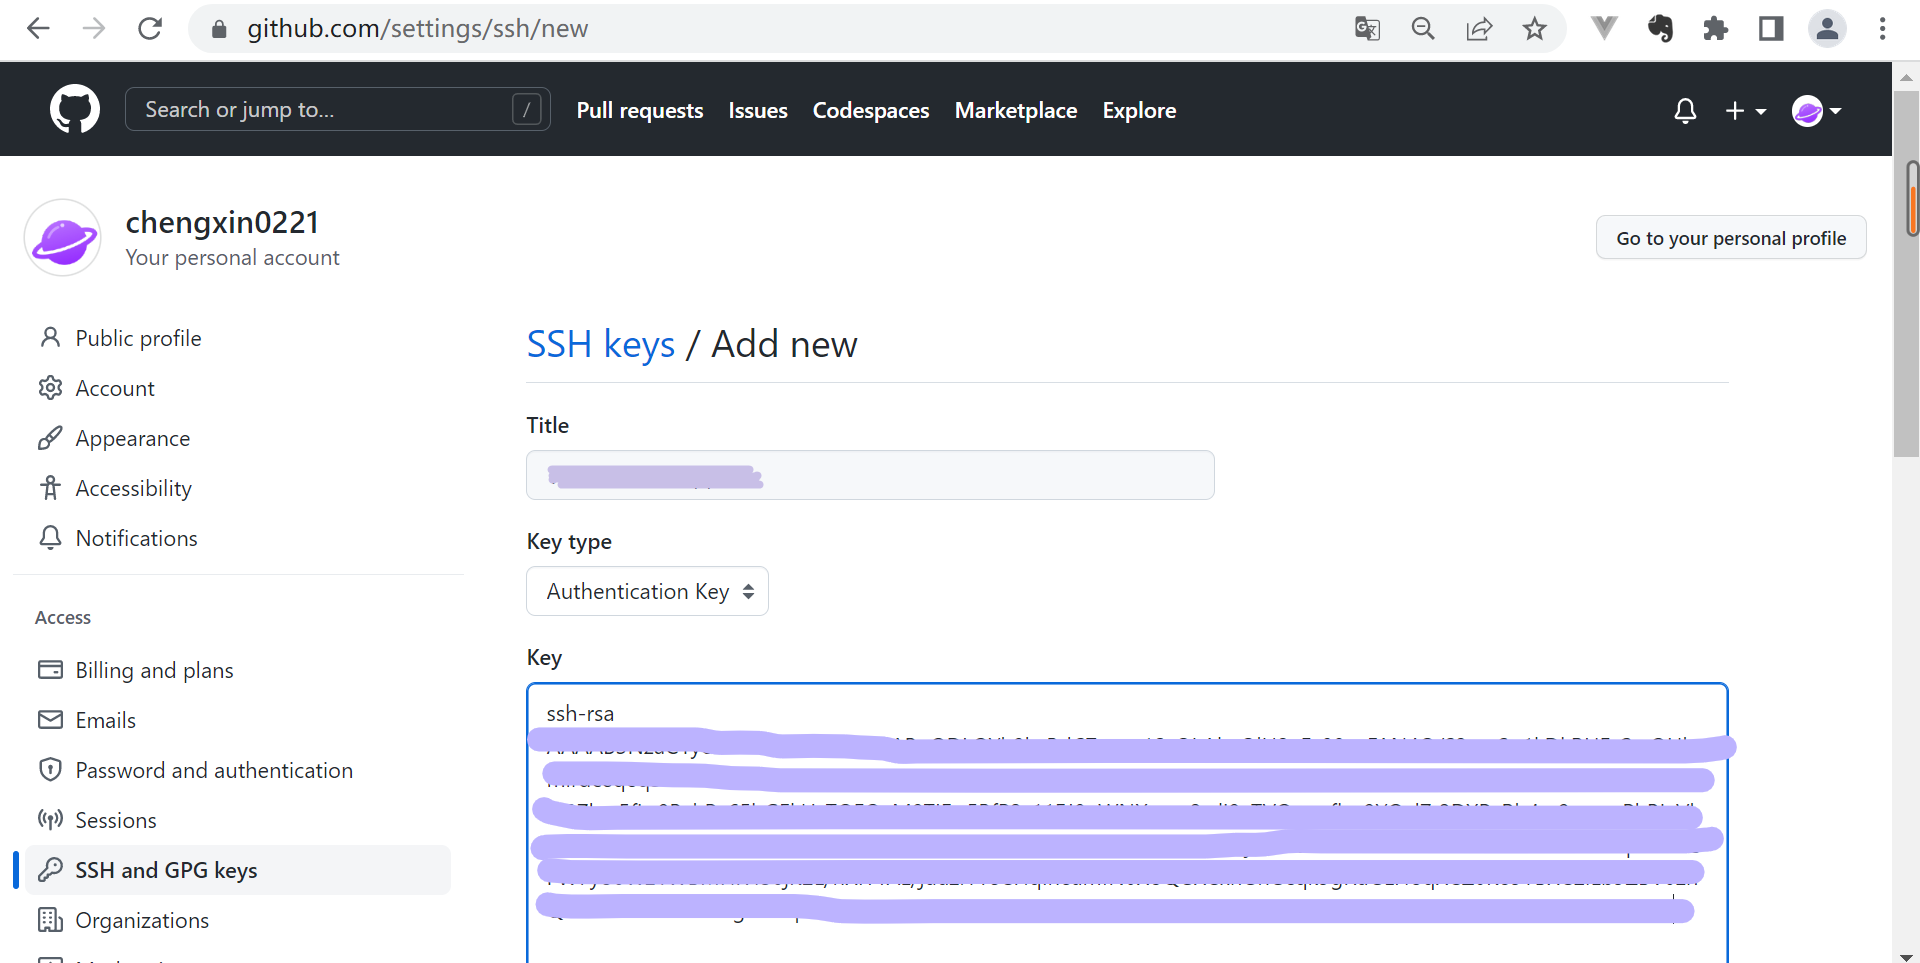 github.com/settings/ssh/new
Search or jump to...
/
Pull requests
Issues
Codespaces
Marketplace
Explore
chengxin0221
Your personal account
Go to your personal profile
Public profile
Account
Appearance
Accessibility
Notifications
Access
Billing and plans
Emails
Password and authentication
Sessions
SSH and GPG keys
Organizations
SSH keys / Add new
Title
Key type
Authentication Key
Key
ssh-rsa